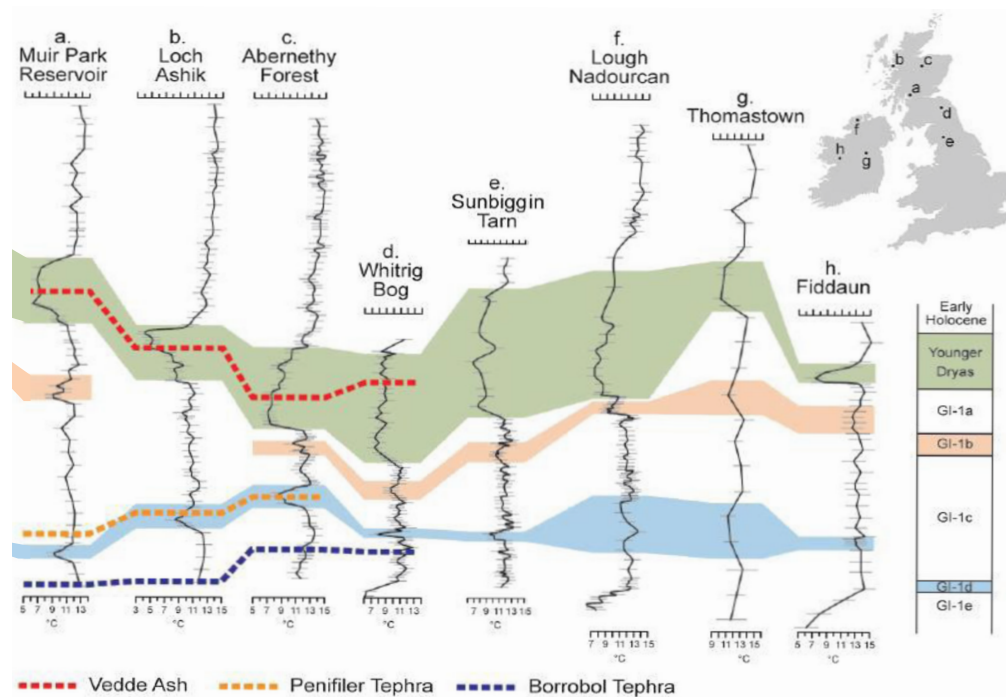 a.
Muir Park
Reservoir
b.
Loch
Ashik
c.
Abernethy
Forest
d.
Whitrig
Bog
e.
Sunbiggin
Tarn
f.
Lough
Nadourcan
g.
Thomastown
h.
Fiddaun
b c
a
d
f
e
h
g
Early
Holocene
Younger
Dryas
GI-1a
GI-1b
GI-1c
GI-1d
GI-1e
5 7 9 11 13
°C
3 5 7 9 11 13 15
°C
5 7 9 11 13 15
°C
7 9 11 13 15
°C
7 9 11 13 15
°C
7 9 11 13 15
°C
9 11 13 15
°C
7 9 11 13 15
°C
Vedde Ash
Penifiler Tephra
Borrobol Tephra